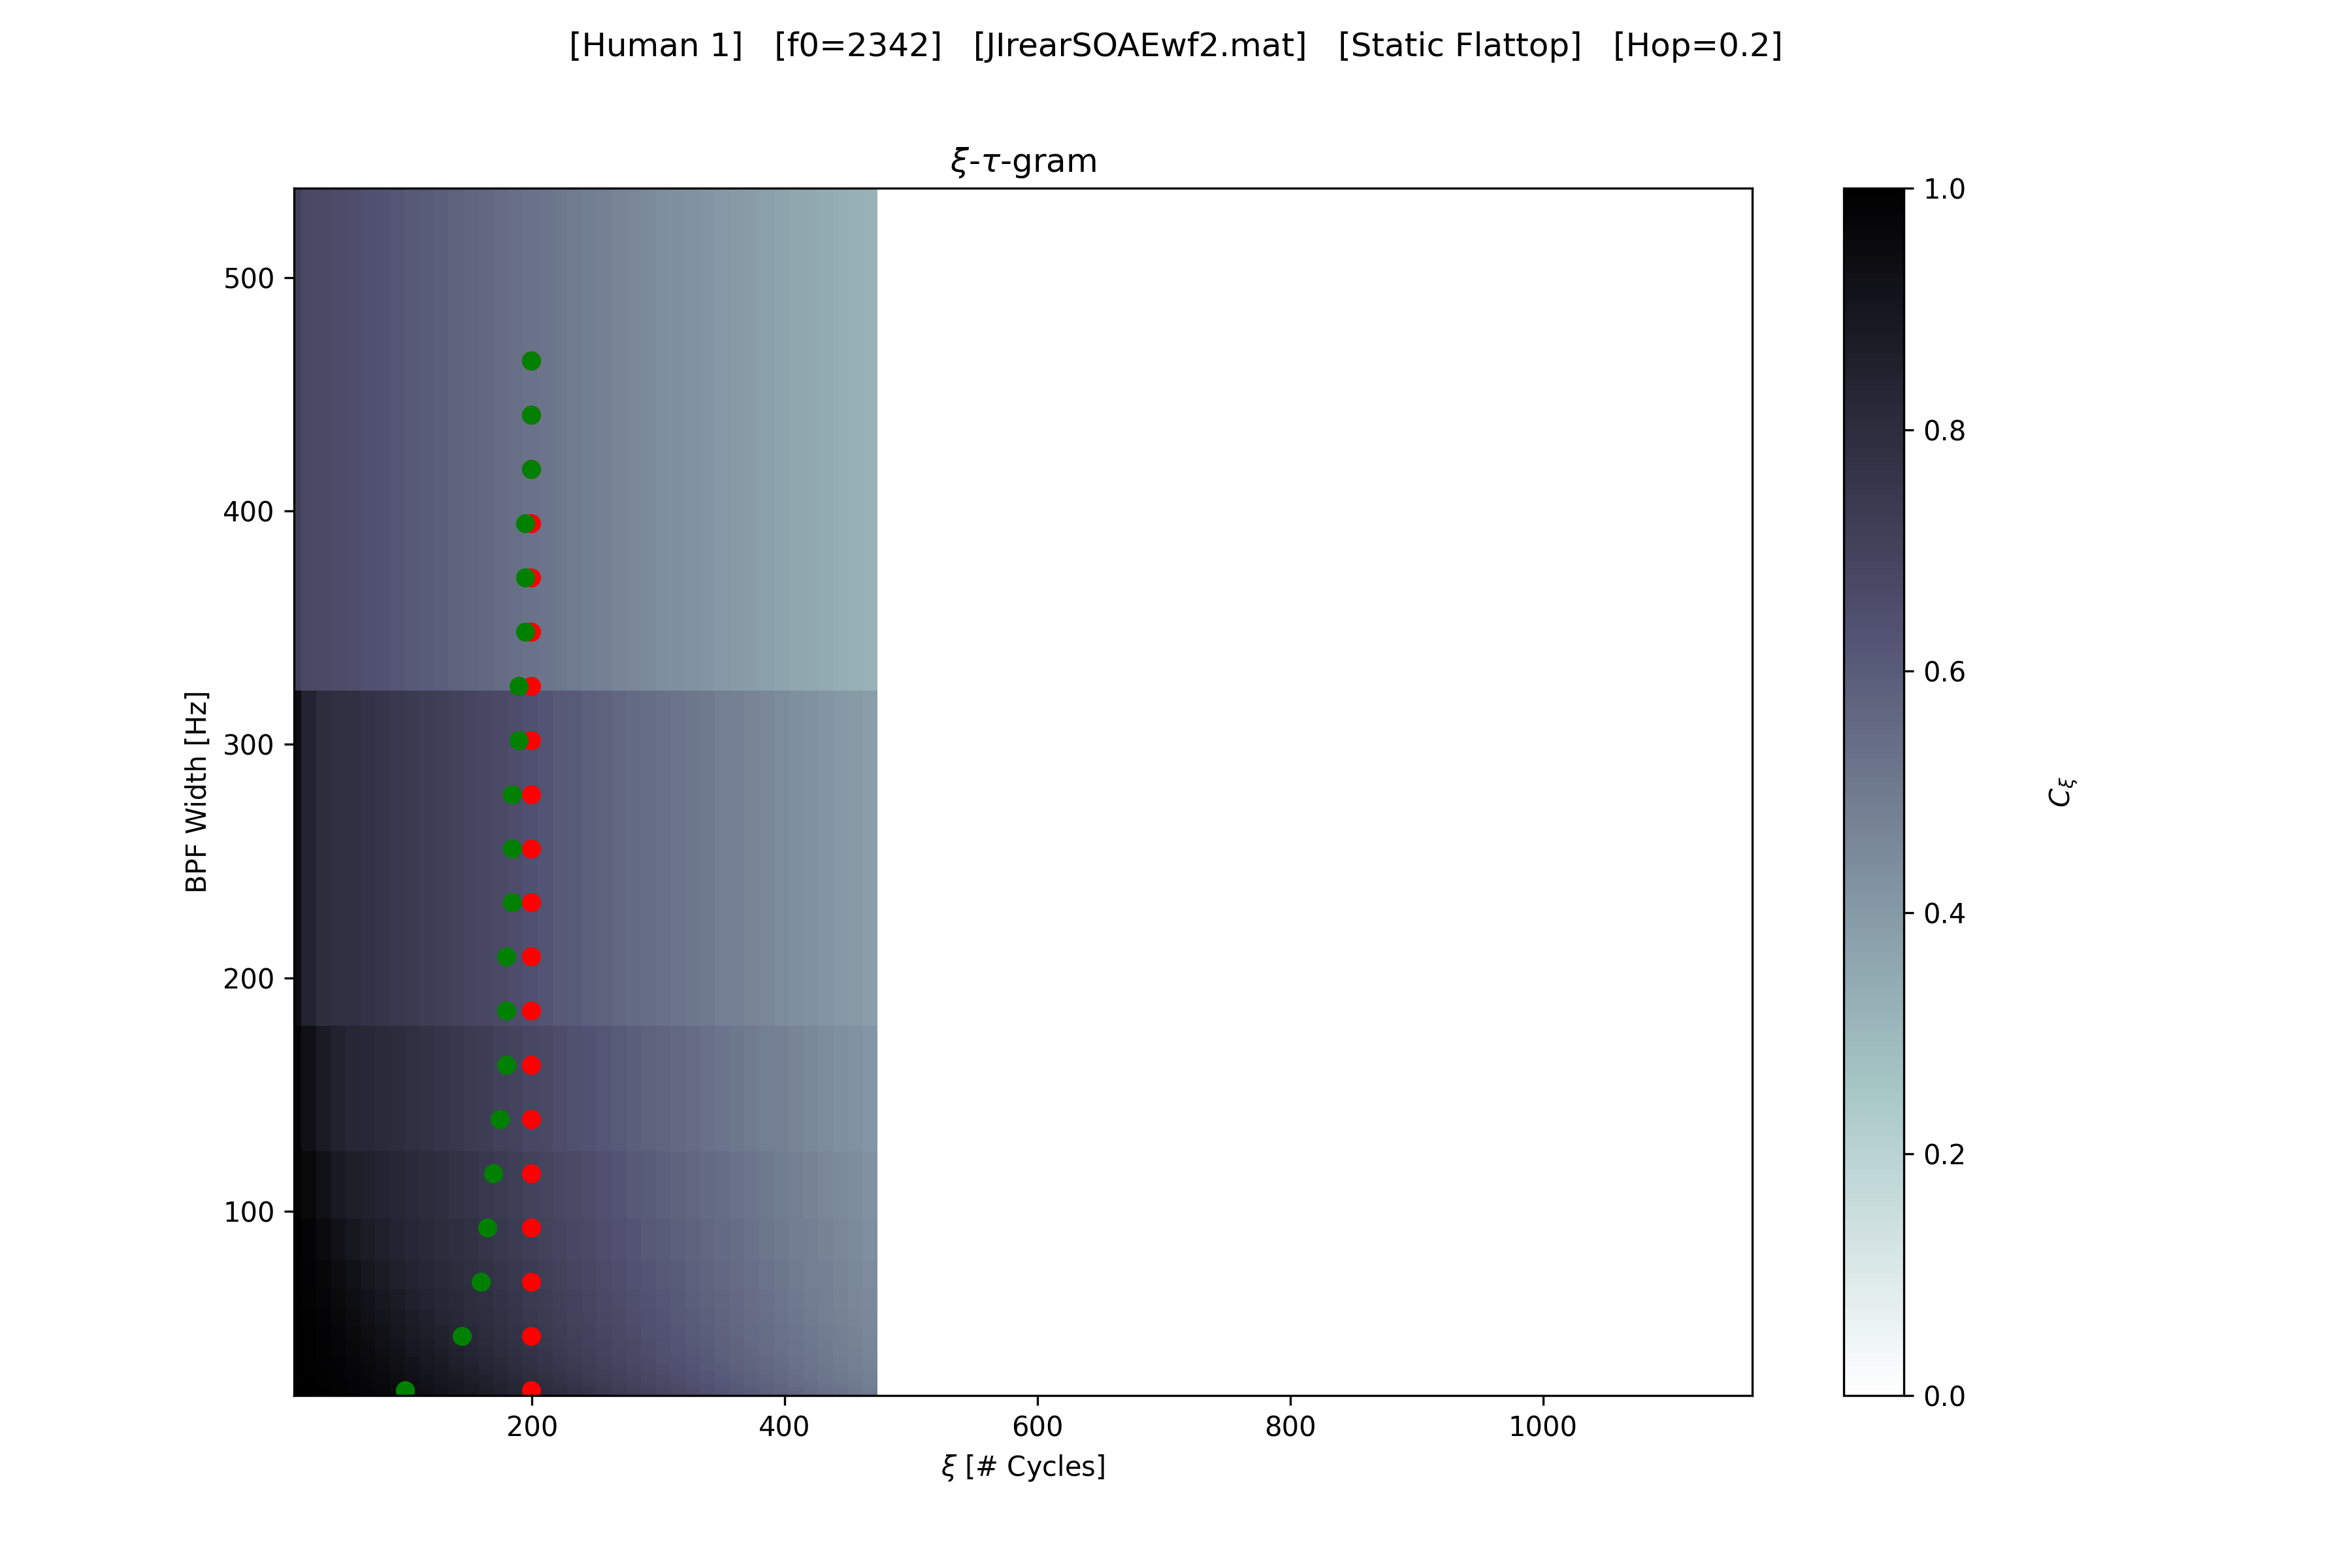 [Human 1]   [f0=2342]   [JIrearSOAEwf2.mat]   [Static Flattop]   [Hop=0.2]
ξ-τ-gram
BPF Width [Hz]
500
400
300
200
100
200 400 600 800 1000
ξ [# Cycles]
1.0
0.8
0.6
0.4
0.2
0.0
Cξ